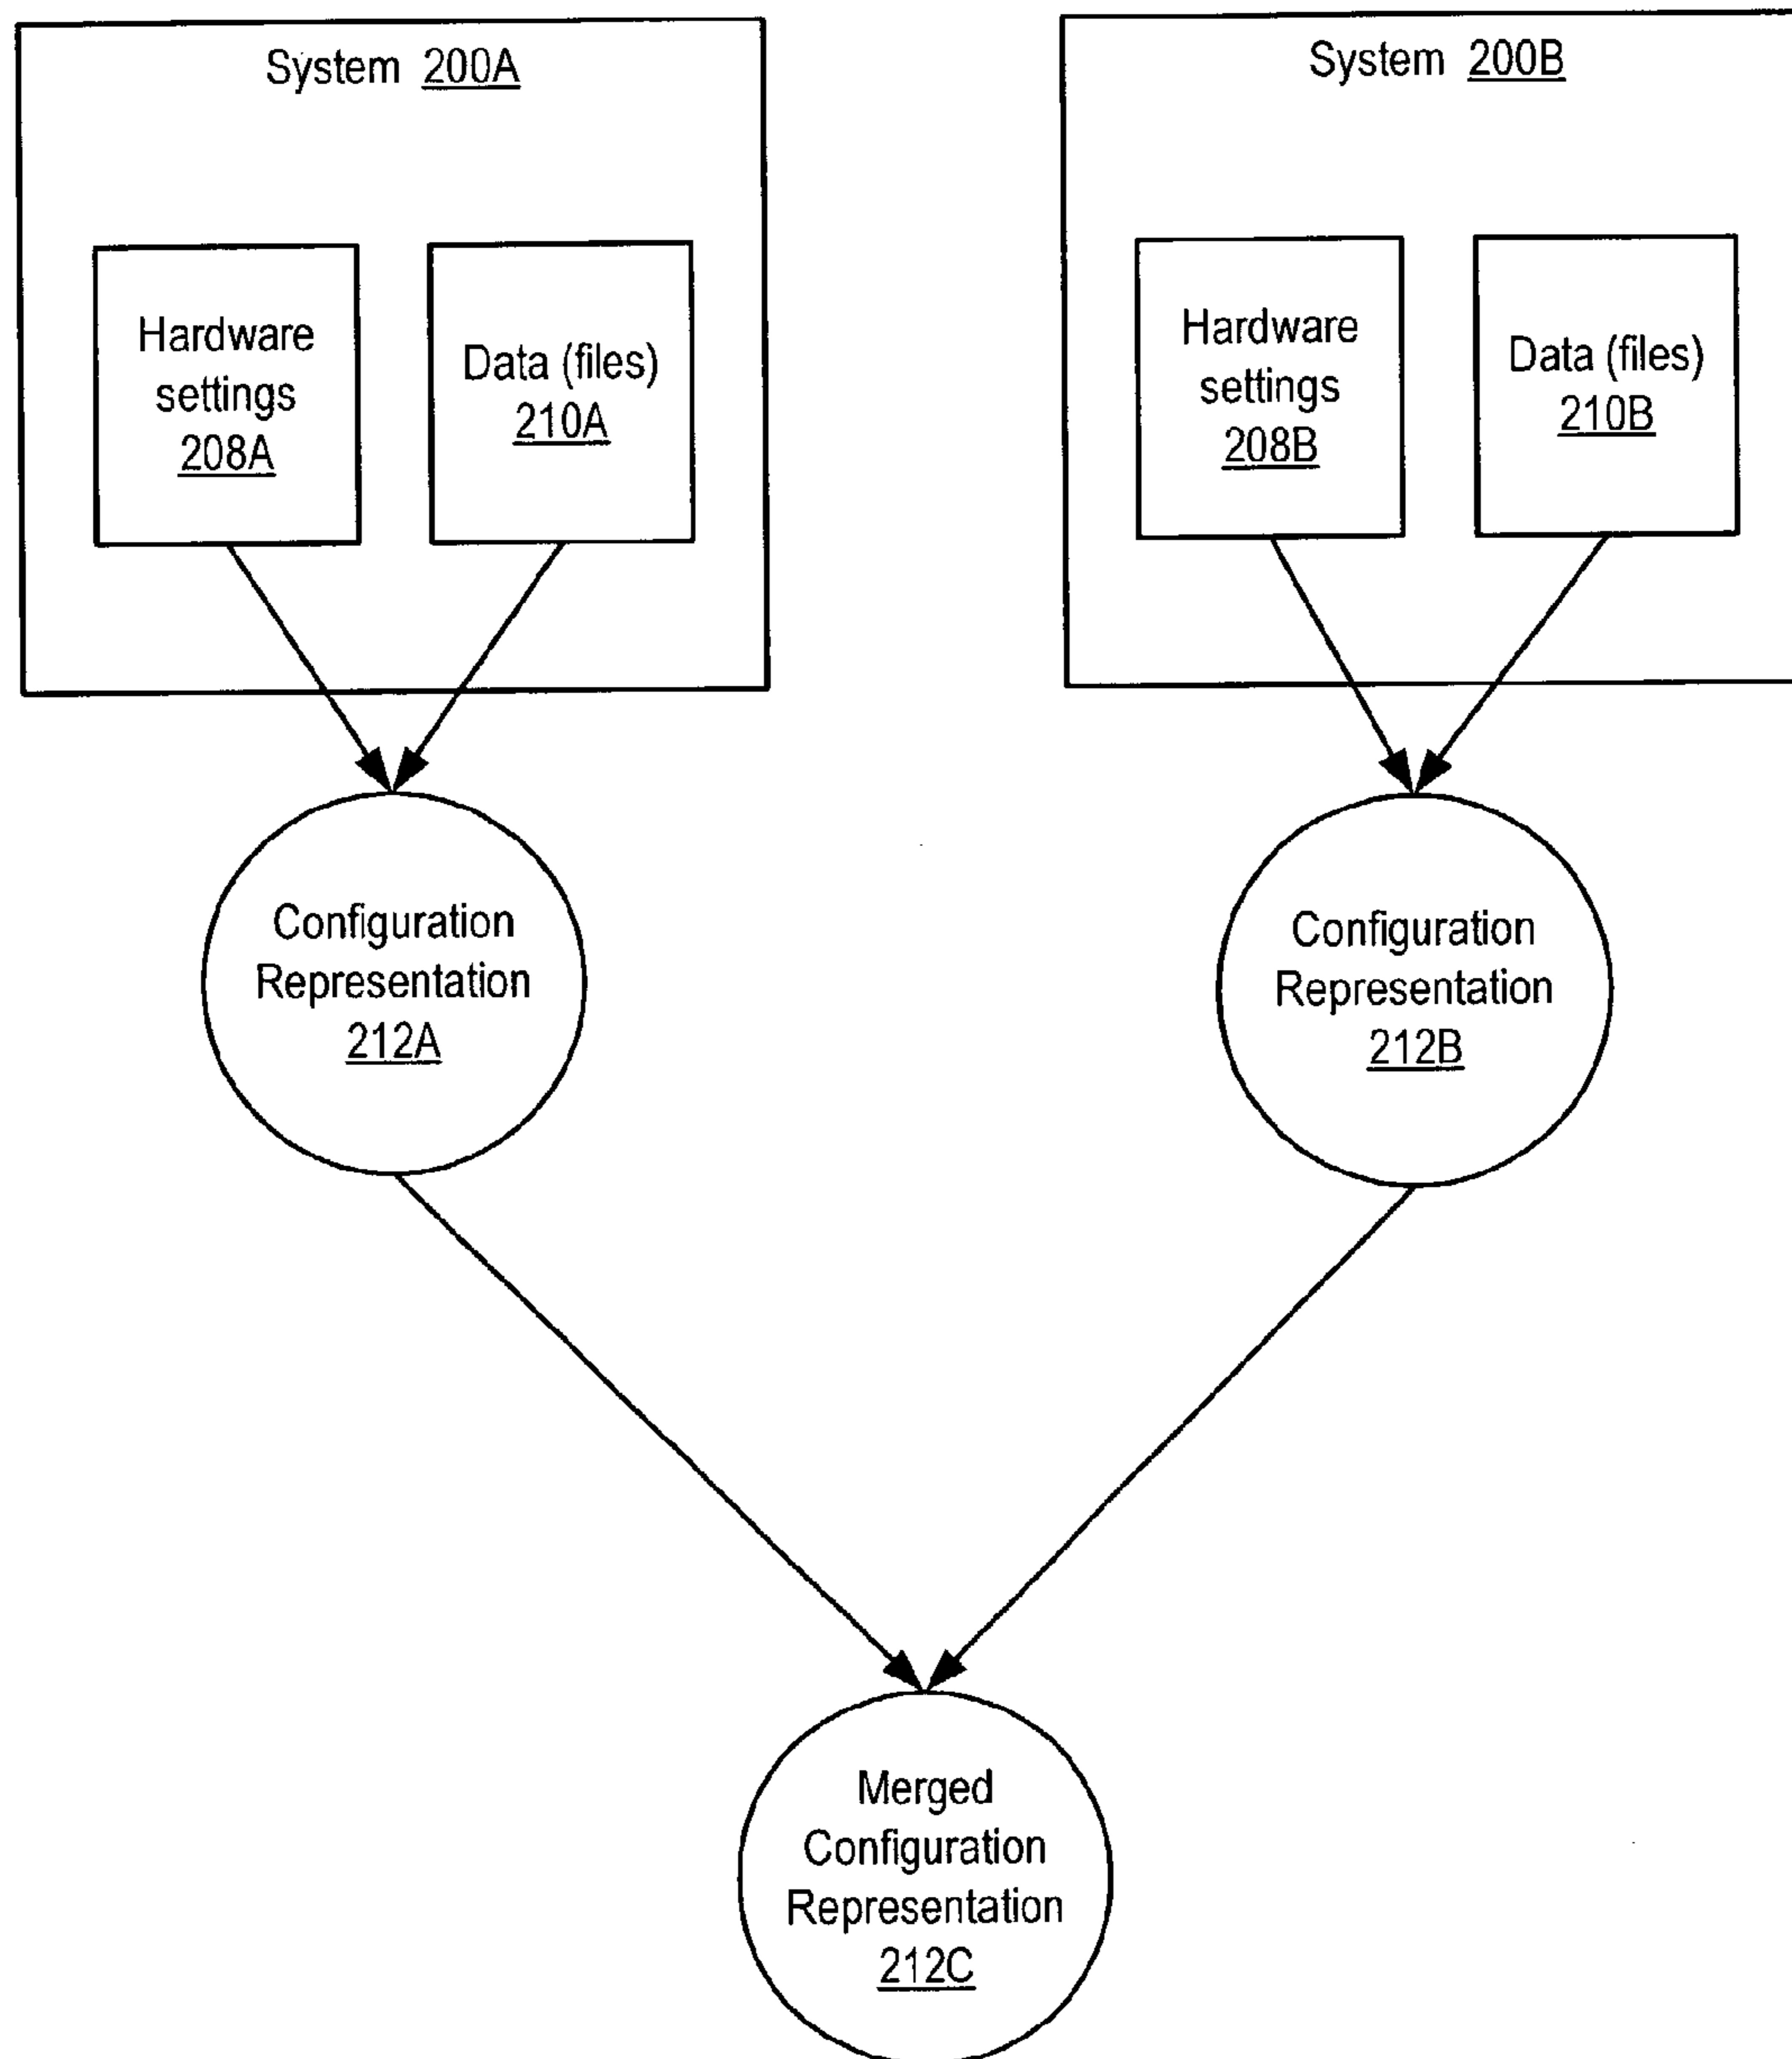 System 200A
Hardware
settings
208A
Data (files)
210A
System 200B
Hardware
settings
208B
Data (files)
210B
Configuration
Representation
212A
Configuration
Representation
212B
Merged
Configuration
Representation
212C